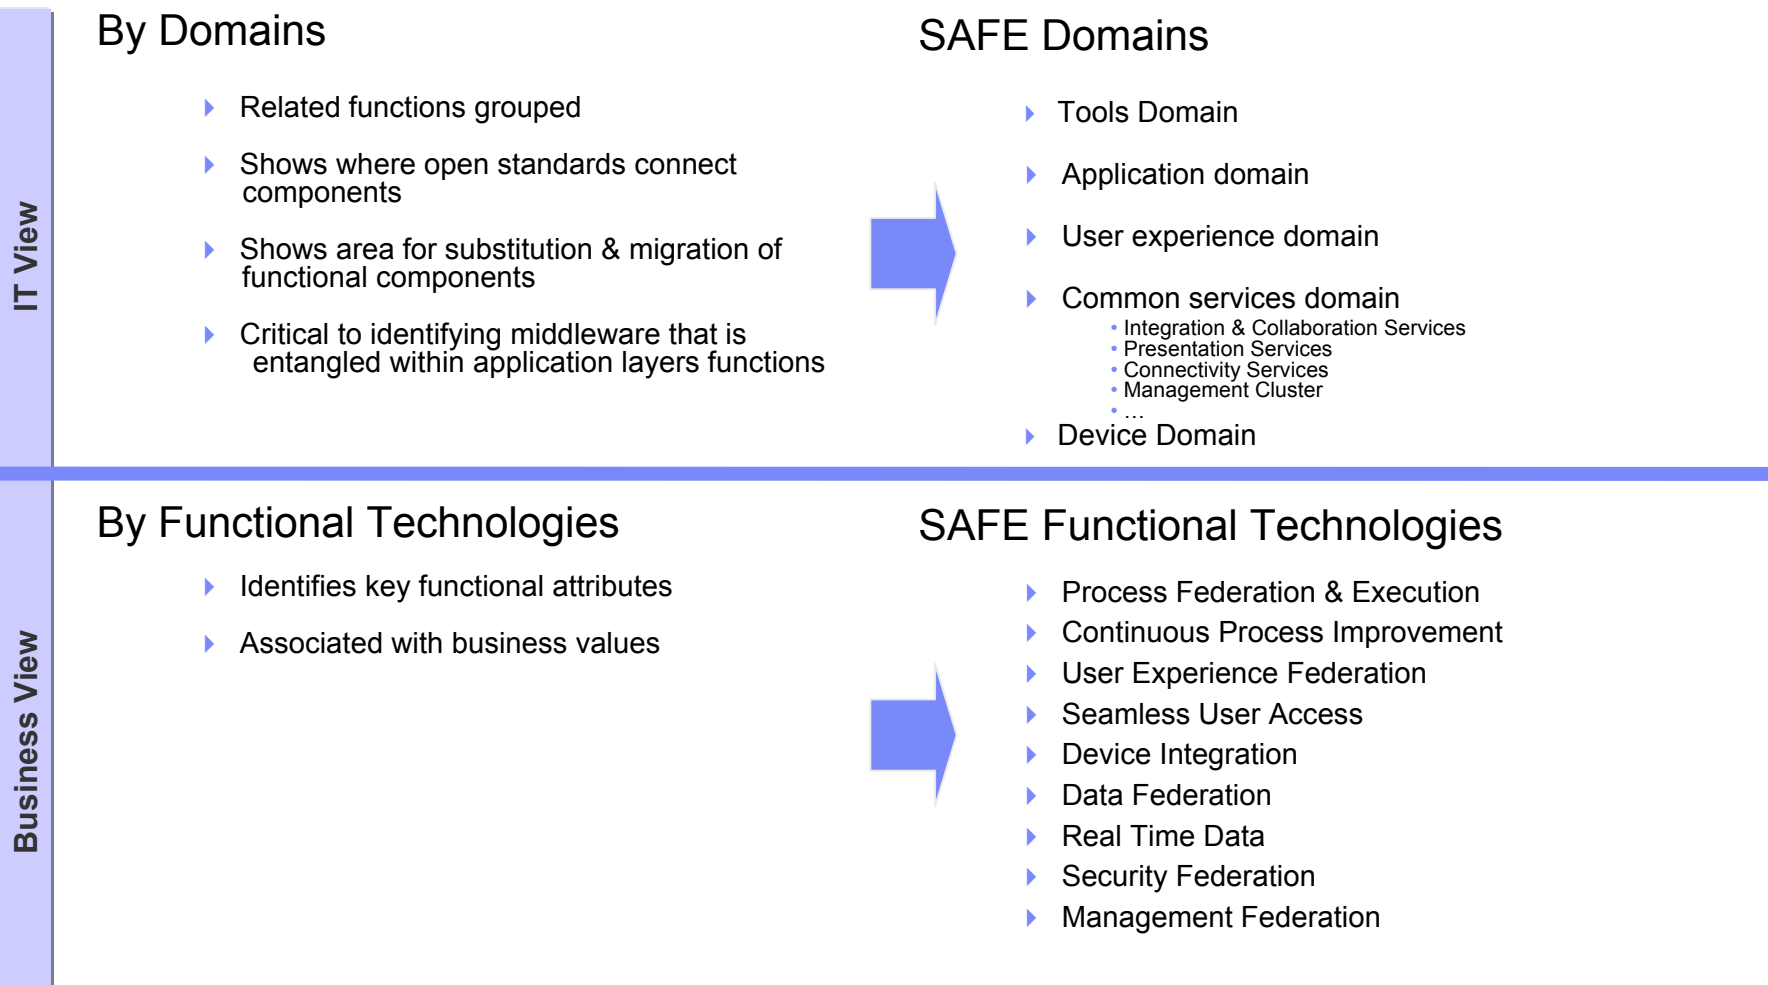 IT View
By Domains
Related functions grouped
Shows where open standards connect
components
Shows area for substitution & migration of
functional components
Critical to identifying middleware that is
entangled within application layers functions
SAFE Domains
Tools Domain
Application domain
User experience domain
Common services domain
• Integration & Collaboration Services
• Presentation Services
• Connectivity Services
• Management Cluster
• ...
Device Domain
Business View
By Functional Technologies
Identifies key functional attributes
Associated with business values
SAFE Functional Technologies
Process Federation & Execution
Continuous Process Improvement
User Experience Federation
Seamless User Access
Device Integration
Data Federation
Real Time Data
Security Federation
Management Federation